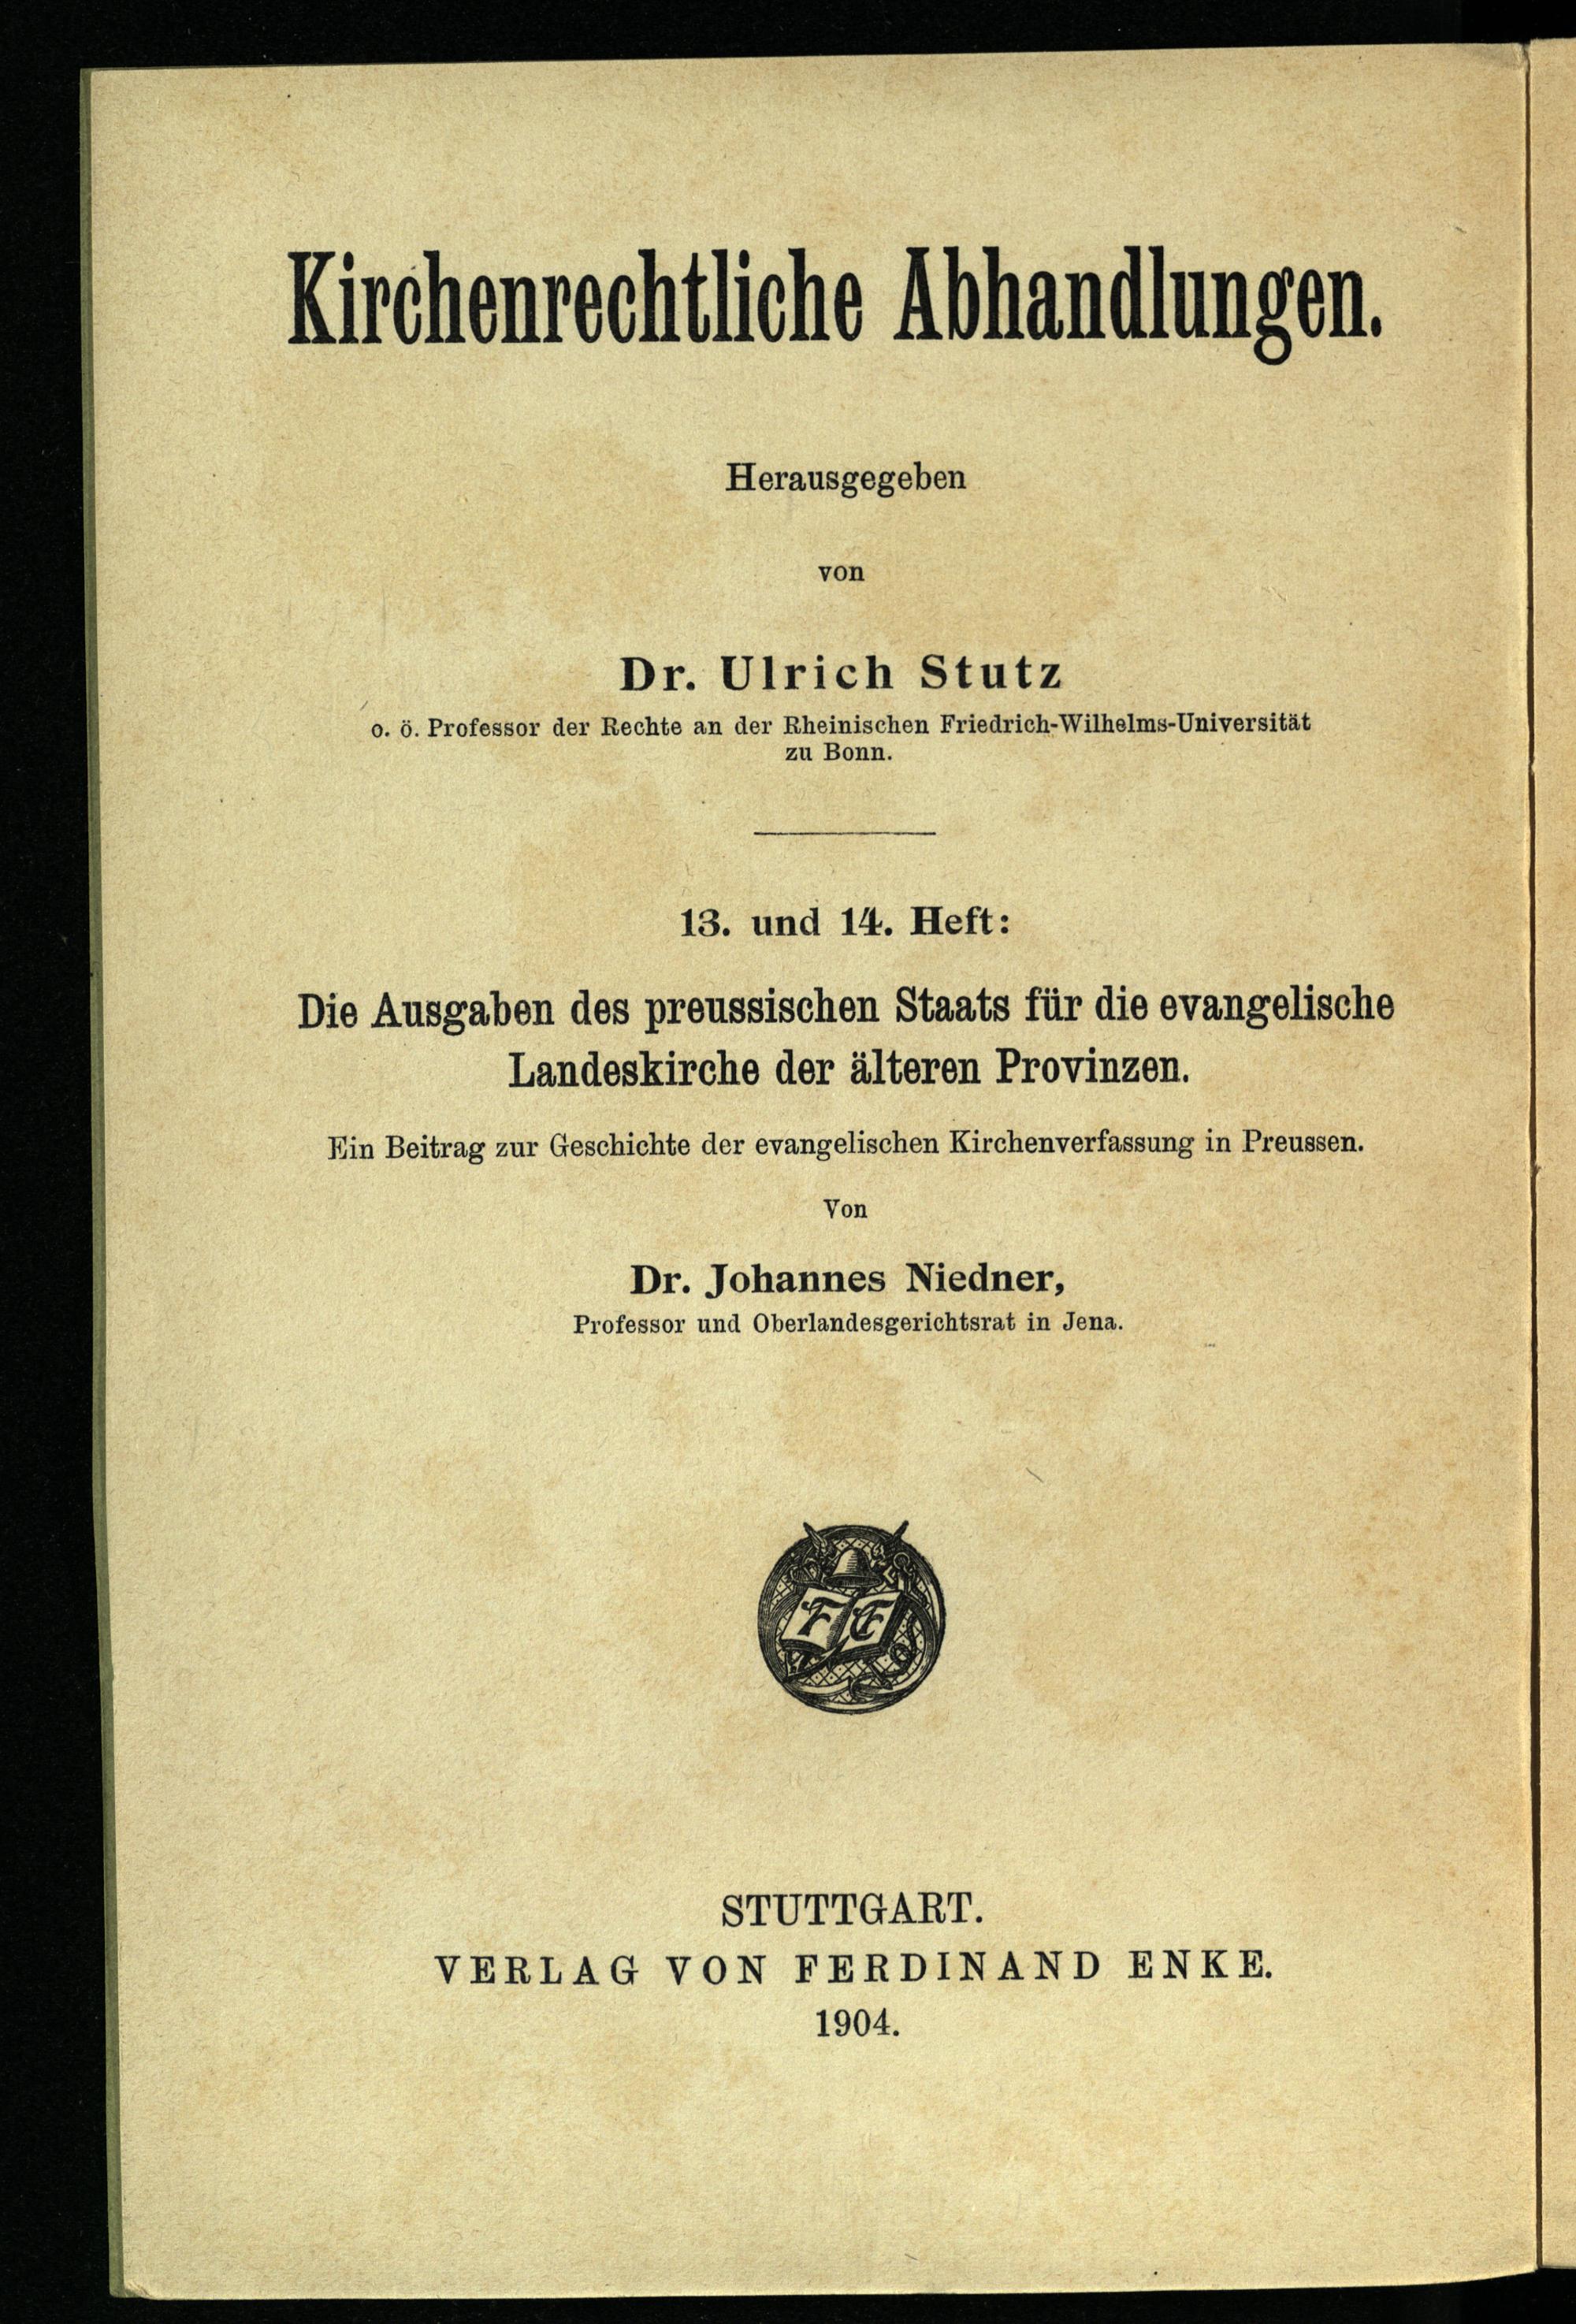 Kirchenrechtliche Abhandlungen.
Herausgegeben
von
Dr. Ulrich Stutz
o. ö. Professor der Rechte an der Rheinischen Friedrich-Wilhelms-Universität
zu Bonn.
13. und 14. Heft:
Die Ausgaben des preussischen Staats für die evangelische
Landeskirche der älteren Provinzen.
Ein Beitrag zur Geschichte der evangelischen Kirchenverfassung in Preussen.
Von
Dr. Johannes Niedner,
Professor und Oberlandesgerichtsrat in Jena.
F E
STUTTGART.
VERLAG VON FERDINAND ENKE.
1904.